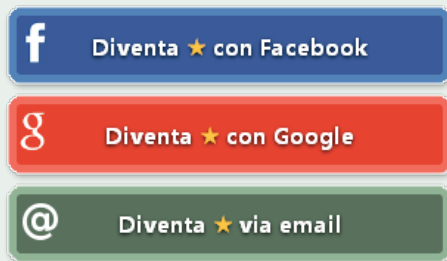 f Diventa ★ con Facebook
g Diventa ★ con Google
@ Diventa ★ via email